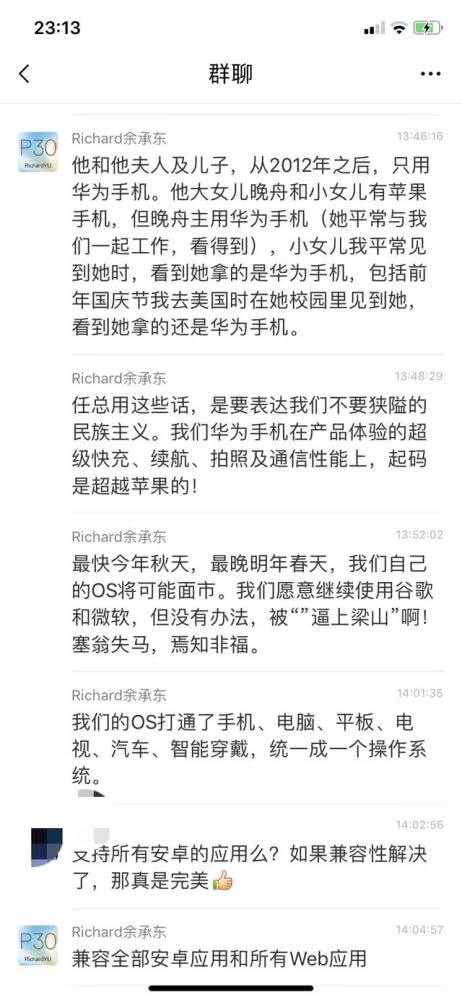 23:13
群聊
Richard余承东
13:46:16
他和他夫人及儿子，从2012年之后，只用
华为手机。他大女儿晚舟和小女儿有苹果
手机，但晚舟主用华为手机（她平常与我
们一起工作，看得到），小女儿我平常见
到她时，看到她拿的是华为手机，包括前
年国庆节我去美国时在她校园里见到她，
看到她拿的还是华为手机。
Richard余承东
13:48:29
任总用这些话，是要表达我们不要狭隘的
民族主义。我们华为手机在产品体验的超
级快充、续航、拍照及通信性能上，起码
是超越苹果的！
Richard余承东
13:52:02
最快今年秋天，最晚明年春天，我们自己
的OS将可能面市。我们愿意继续使用谷歌
和微软，但没有办法，被“”逼上梁山”啊！
塞翁失马，焉知非福。
Richard余承东
14:01:35
我们的OS打通了手机、电脑、平板、电
视、汽车、智能穿戴，统一成一个操作系
统。
14:02:56
支持所有安卓的应用么？如果兼容性解决
了，那真是完美👍
P30
RichardYU
Richard余承东
14:04:57
兼容全部安卓应用和所有Web应用